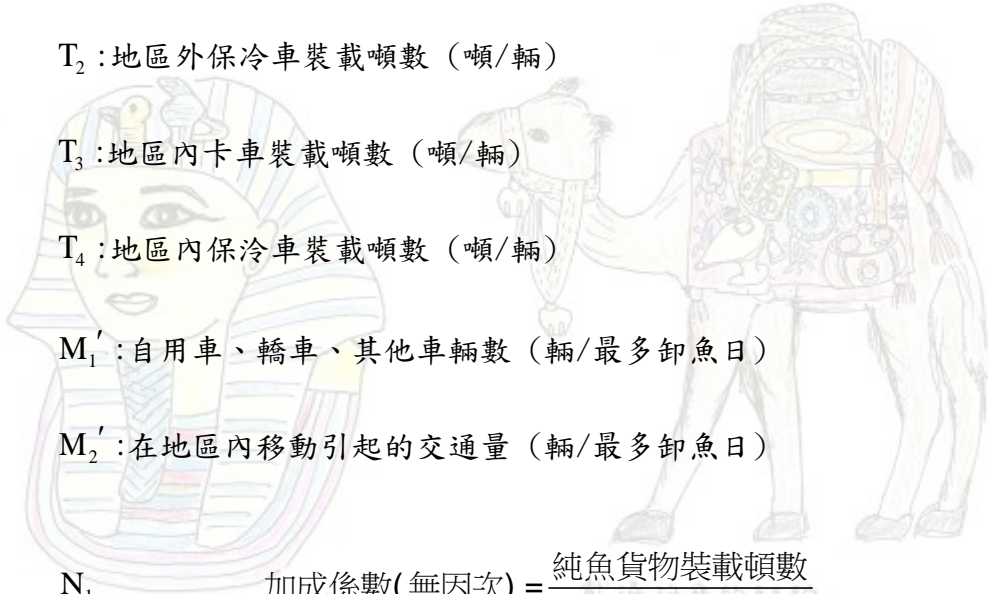 T₂:地區外保冷車裝載噸數（噸/輛）
T₃:地區內卡車裝載噸數（噸/輛）
T₄:地區內保冷車裝載噸數（噸/輛）
M₁′:自用車、轎車、其他車輛數（輛/最多卸魚日）
M₂′:在地區內移動引起的交通量（輛/最多卸魚日）
N₁ 加成係數(無因次) = 純魚貨物裝載頓數